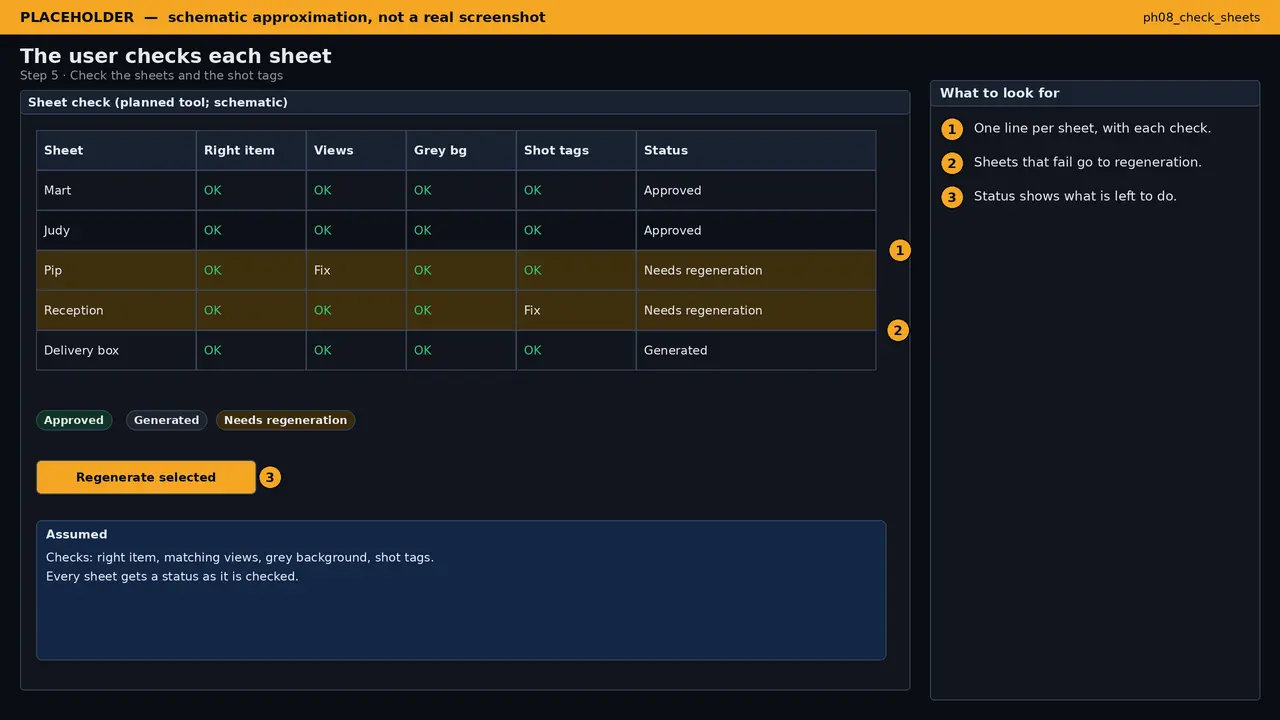 PLACEHOLDER — schematic approximation, not a real screenshot
ph08_check_sheets
The user checks each sheet
Step 5 · Check the sheets and the shot tags
Sheet check (planned tool; schematic)
Sheet Right item Views Grey bg Shot tags Status
Mart OK OK OK OK Approved
Judy OK OK OK OK Approved
1
Pip OK Fix OK OK Needs regeneration
Reception OK OK OK Fix Needs regeneration
2
Delivery box OK OK OK OK Generated
Approved Generated Needs regeneration
Regenerate selected 3
Assumed
Checks: right item, matching views, grey background, shot tags.
Every sheet gets a status as it is checked.
What to look for
1 One line per sheet, with each check.
2 Sheets that fail go to regeneration.
3 Status shows what is left to do.